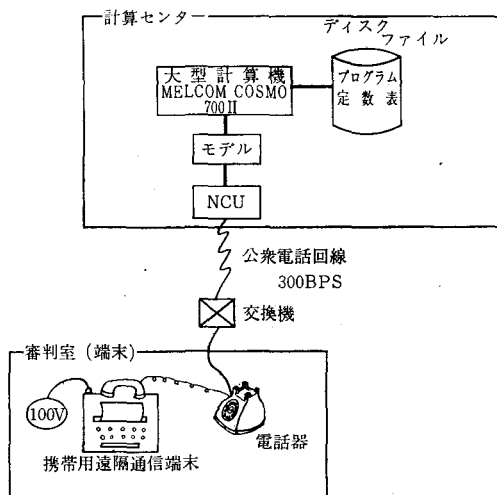 計算センター
ディスク
ファイル
大型計算機
MELCOM COSMO
700Ⅱ
プログラム
定数表
モデル
NCU
公衆電話回線
300BPS
交換機
審判室（端末）
100V
電話器
携帯用遠隔通信端末